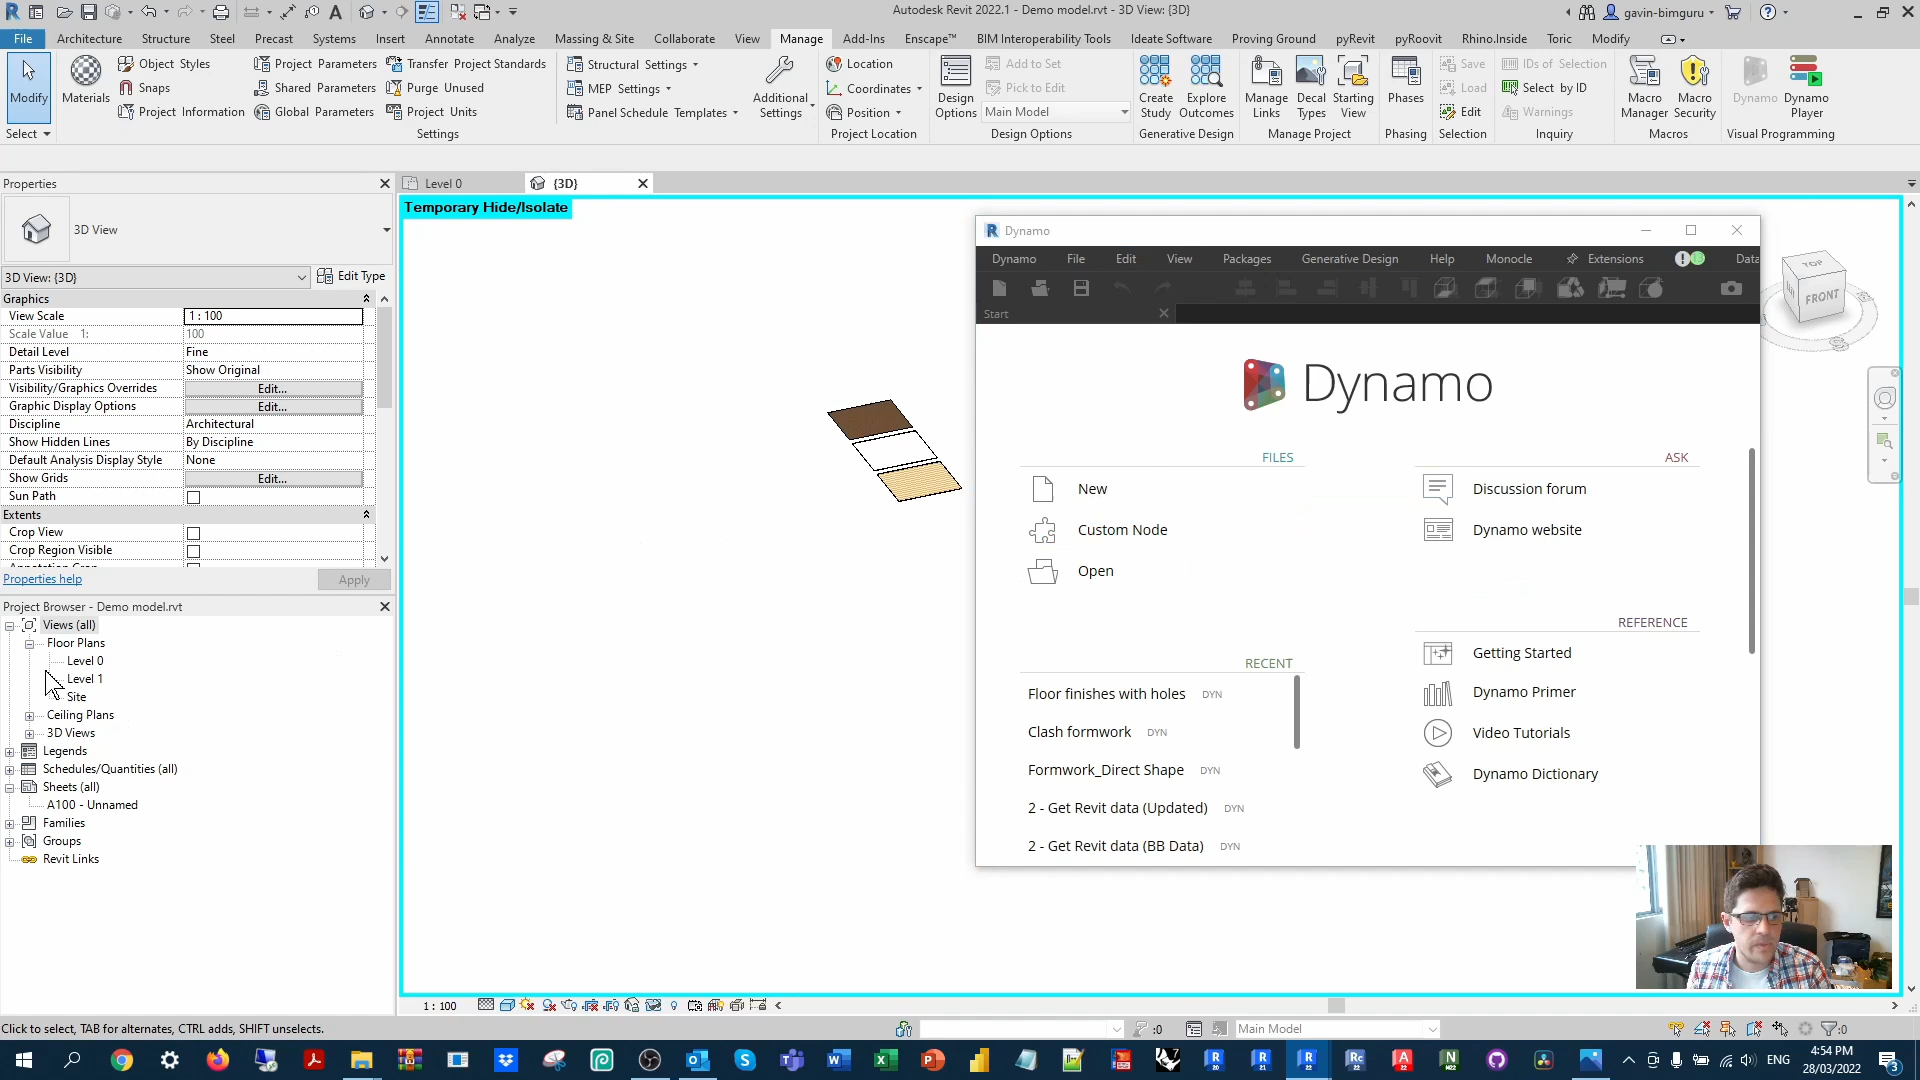 Autodesk Revit 2022.1 - Demo model.rvt - 3D View: {3D}
gavin-bimguru
File Architecture Structure Steel Precast Systems Insert Annotate Analyze Massing & Site Collaborate View Manage Add-Ins Enscape™ BIM Interoperability Tools Ideate Software Proving Ground pyRevit pyRoovit Rhino.Inside Toric Modify
Modify
Select
Materials
Object Styles
Snaps
Project Information
Project Parameters
Shared Parameters
Global Parameters
Transfer Project Standards
Purge Unused
Project Units
Settings
Structural Settings
MEP Settings
Panel Schedule Templates
Additional Settings
Location
Coordinates
Position
Project Location
Design Options
Add to Set
Pick to Edit
Main Model
Design Options
Create Study
Explore Outcomes
Generative Design
Manage Links
Decal Types
Starting View
Manage Project
Phases
Phasing
Save
Load
Edit
Selection
IDs of Selection
Select by ID
Warnings
Inquiry
Macro Manager
Macro Security
Macros
Dynamo
Dynamo Player
Visual Programming
Properties
3D View
3D View: {3D}
Edit Type
Graphics
View Scale 1 : 100
Scale Value 1: 100
Detail Level Fine
Parts Visibility Show Original
Visibility/Graphics Overrides Edit...
Graphic Display Options Edit...
Discipline Architectural
Show Hidden Lines By Discipline
Default Analysis Display Style None
Show Grids Edit...
Sun Path
Extents
Crop View
Crop Region Visible
Properties help
Apply
Project Browser - Demo model.rvt
Views (all)
Floor Plans
Level 0
Level 1
Site
Ceiling Plans
3D Views
Legends
Schedules/Quantities (all)
Sheets (all)
A100 - Unnamed
Families
Groups
Revit Links
Level 0
{3D}
Temporary Hide/Isolate
TOP
FRONT
Dynamo
Dynamo File Edit View Packages Generative Design Help Monocle Extensions 13 Data
Start
Dynamo
FILES
New
Custom Node
Open
ASK
Discussion forum
Dynamo website
REFERENCE
Getting Started
Dynamo Primer
Video Tutorials
Dynamo Dictionary
RECENT
Floor finishes with holes DYN
Clash formwork DYN
Formwork_Direct Shape DYN
2 - Get Revit data (Updated) DYN
2 - Get Revit data (BB Data) DYN
1 : 100
Click to select, TAB for alternates, CTRL adds, SHIFT unselects.
:0
Main Model
:0
ENG
4:54 PM
28/03/2022
3